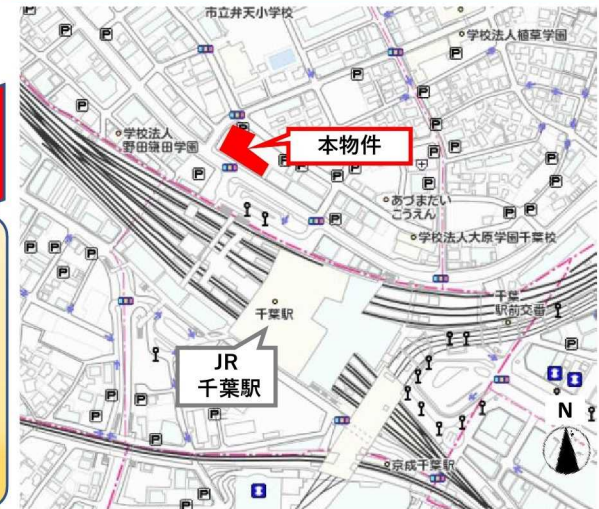 市立弁天小学校
学校法人植草学園
学校法人
野田鎌田学園
本物件
あづまだい
こうえん
学校法人大原学園千葉校
千葉駅
千葉
駅前交番
JR
千葉駅
N
京成千葉駅